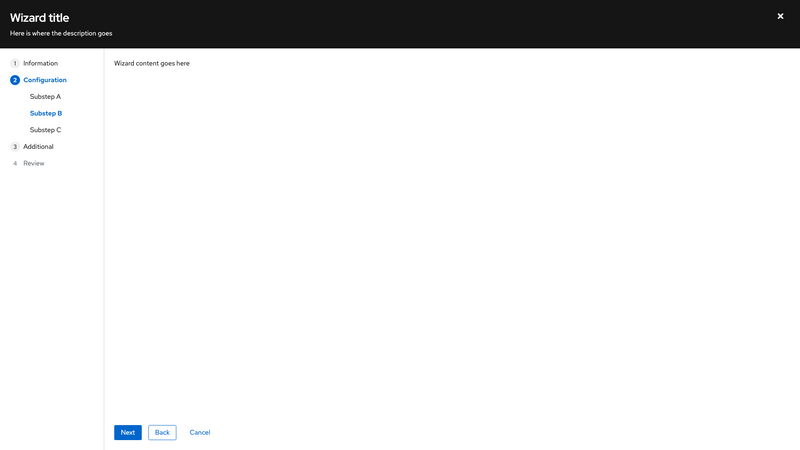 Wizard title
Here is where the description goes
1 Information
2 Configuration
Substep A
Substep B
Substep C
3 Additional
4 Review
Wizard content goes here
Next Back Cancel